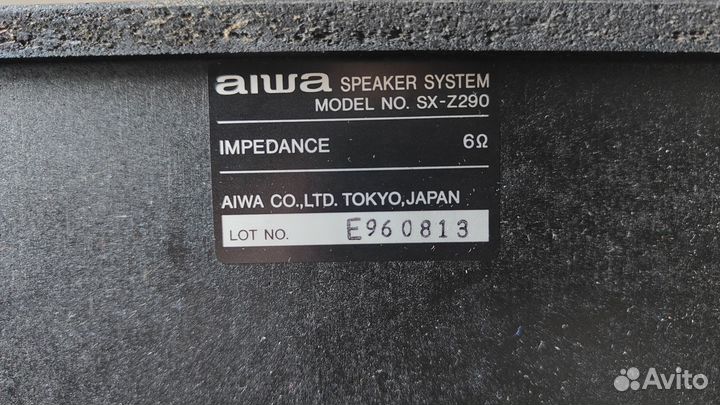 aiwa SPEAKER SYSTEM
MODEL NO. SX-Z290
IMPEDANCE 6Ω
AIWA CO.,LTD. TOKYO,JAPAN
LOT NO. E960813
Avito